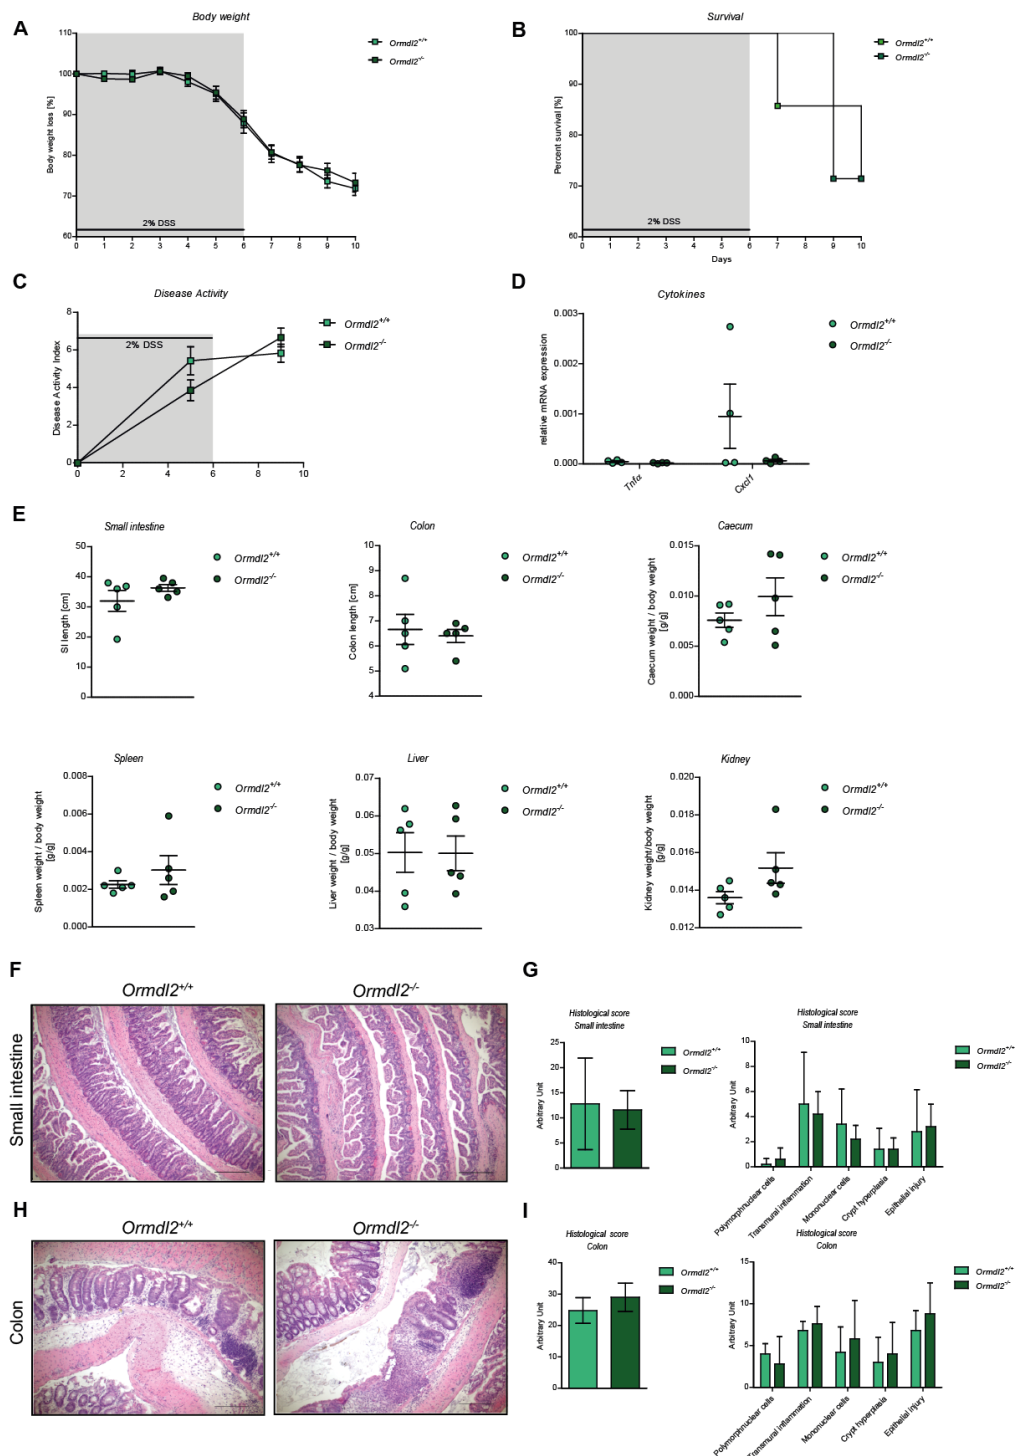 A
Body weight
Body weight loss [%]
110
100
90
80
70
60
2% DSS
0 1 2 3 4 5 6 7 8 9 10
Ormdl2+/+
Ormdl2-/-
B
Survival
Percent survival [%]
100
90
80
70
60
2% DSS
0 1 2 3 4 5 6 7 8 9 10
Days
Ormdl2+/+
Ormdl2-/-
C
Disease Activity
Disease Activity Index
8
6
4
2
0
2% DSS
0 2 4 6 8 10
Ormdl2+/+
Ormdl2-/-
D
Cytokines
relative mRNA expression
0.003
0.002
0.001
0.000
Tnfα
Cxcl1
Ormdl2+/+
Ormdl2-/-
E
Small intestine
SI length [cm]
50
40
30
20
10
0
Ormdl2+/+
Ormdl2-/-
Colon
Colon length [cm]
10
9
8
7
6
5
4
Ormdl2+/+
Ormdl2-/-
Caecum
Caecum weight / body weight
[g/g]
0.015
0.010
0.005
0.000
Ormdl2+/+
Ormdl2-/-
Spleen
Spleen weight / body weight
[g/g]
0.008
0.006
0.004
0.002
0.000
Ormdl2+/+
Ormdl2-/-
Liver
Liver weight / body weight
[g/g]
0.07
0.06
0.05
0.04
0.03
Ormdl2+/+
Ormdl2-/-
Kidney
Kidney weight/body weight
[g/g]
0.020
0.018
0.016
0.014
0.012
Ormdl2+/+
Ormdl2-/-
F
Ormdl2+/+
Ormdl2-/-
Small intestine
G
Histological score
Small intestine
Arbitrary Unit
25
20
15
10
5
0
Ormdl2+/+
Ormdl2-/-
Histological score
Small intestine
Arbitrary Unit
15
10
5
0
Polymorphnuclear cells
Transmural inflammation
Mononuclear cells
Crypt hyperplasia
Epithelial injury
Ormdl2+/+
Ormdl2-/-
H
Ormdl2+/+
Ormdl2-/-
Colon
I
Histological score
Colon
Arbitrary Unit
40
30
20
10
0
Ormdl2+/+
Ormdl2-/-
Histological score
Colon
Arbitrary Unit
15
10
5
0
Polymorphnuclear cells
Transmural inflammation
Mononuclear cells
Crypt hyperplasia
Epithelial injury
Ormdl2+/+
Ormdl2-/-